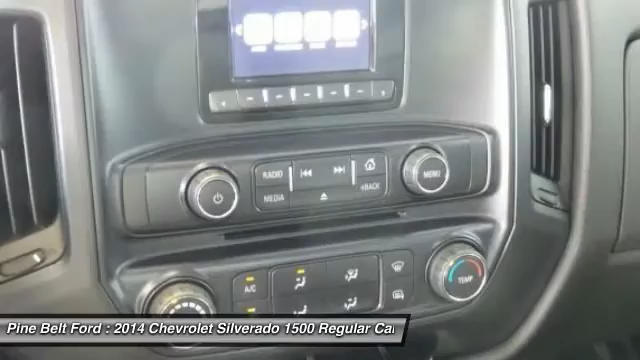 RADIO
MENU
MEDIA
BACK
A/C
TEMP
Pine Belt Ford : 2014 Chevrolet Silverado 1500 Regular Ca